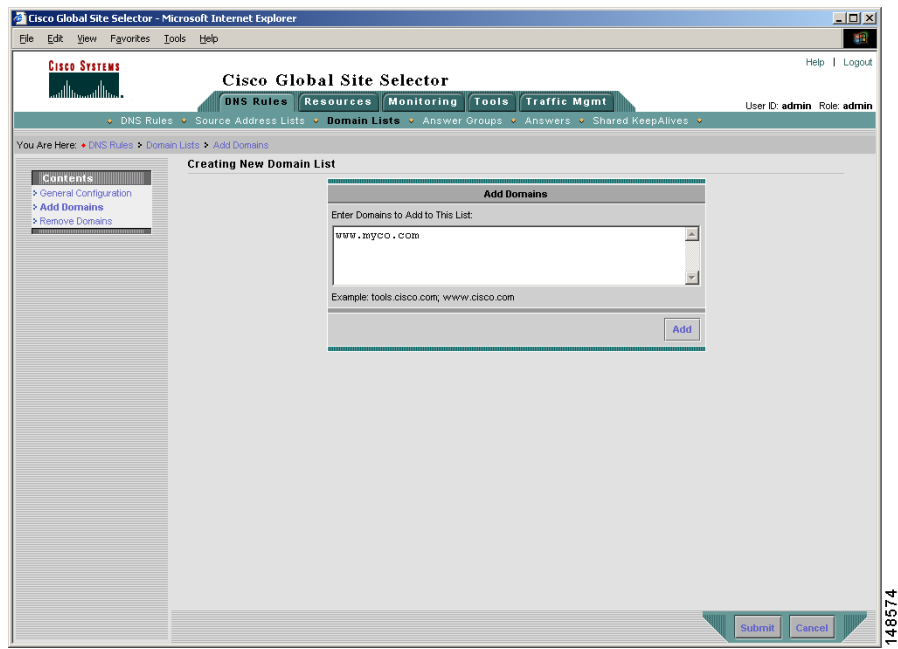 Cisco Global Site Selector - Microsoft Internet Explorer
File Edit View Favorites Tools Help
Cisco Systems
Help | Logout
Cisco Global Site Selector
DNS Rules Resources Monitoring Tools Traffic Mgmt
User ID: admin Role: admin
DNS Rules Source Address Lists Domain Lists Answer Groups Answers Shared KeepAlives
You Are Here: DNS Rules Domain Lists Add Domains
Creating New Domain List
Contents
General Configuration
Add Domains
Remove Domains
Add Domains
Enter Domains to Add to This List:
www.myco.com
Example: tools.cisco.com; www.cisco.com
Add
Submit Cancel
148574